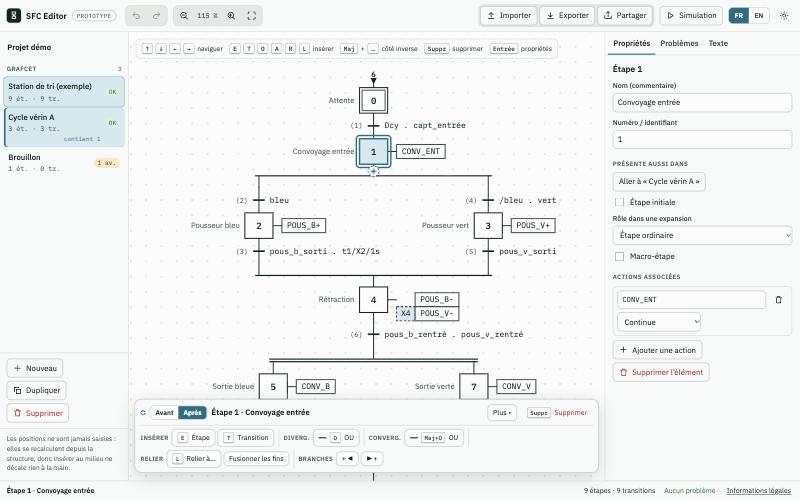 SFC Editor PROTOTYPE
115 %
Importer
Exporter
Partager
Simulation
FR EN
Projet démo
GRAFCET 3
Station de tri (exemple)
9 ét. · 9 tr.
OK
Cycle vérin A
3 ét. · 3 tr.
OK
contient 1
Brouillon
1 ét. · 0 tr.
1 av.
Nouveau
Dupliquer
Supprimer
Les positions ne sont jamais saisies :
elles se recalculent depuis la
structure, donc insérer au milieu ne
décale rien à la main.
↑ ↓ ← → naviguer E T O A R L insérer Maj + … côté inverse Suppr supprimer Entrée propriétés
6
Attente 0
(1) Dcy . capt_entrée
Convoyage entrée 1 CONV_ENT
(2) bleu
(4) /bleu . vert
Pousseur bleu 2 POUS_B+
Pousseur vert 3 POUS_V+
(3) pous_b_sorti . t1/X2/1s
(5) pous_v_sorti
Rétraction 4 POUS_B-
X4 POUS_V-
(6) pous_b_rentré . pous_v_rentré
Sortie bleue 5 CONV_B
Sortie verte 7 CONV_V
Avant Après Étape 1 · Convoyage entrée
Plus
Suppr Supprimer
INSÉRER E Étape T Transition DIVERG. O OU CONVERG. Maj+O OU
RELIER L Relier à… Fusionner les fins BRANCHES + ◀ ▶ +
Propriétés Problèmes Texte
Étape 1
Nom (commentaire)
Convoyage entrée
Numéro / identifiant
1
PRÉSENTE AUSSI DANS
Aller à « Cycle vérin A »
Étape initiale
Rôle dans une expansion
Étape ordinaire
Macro-étape
ACTIONS ASSOCIÉES
CONV_ENT
Continue
Ajouter une action
Supprimer l'élément
Étape 1 · Convoyage entrée
9 étapes · 9 transitions
Aucun problème
Informations légales